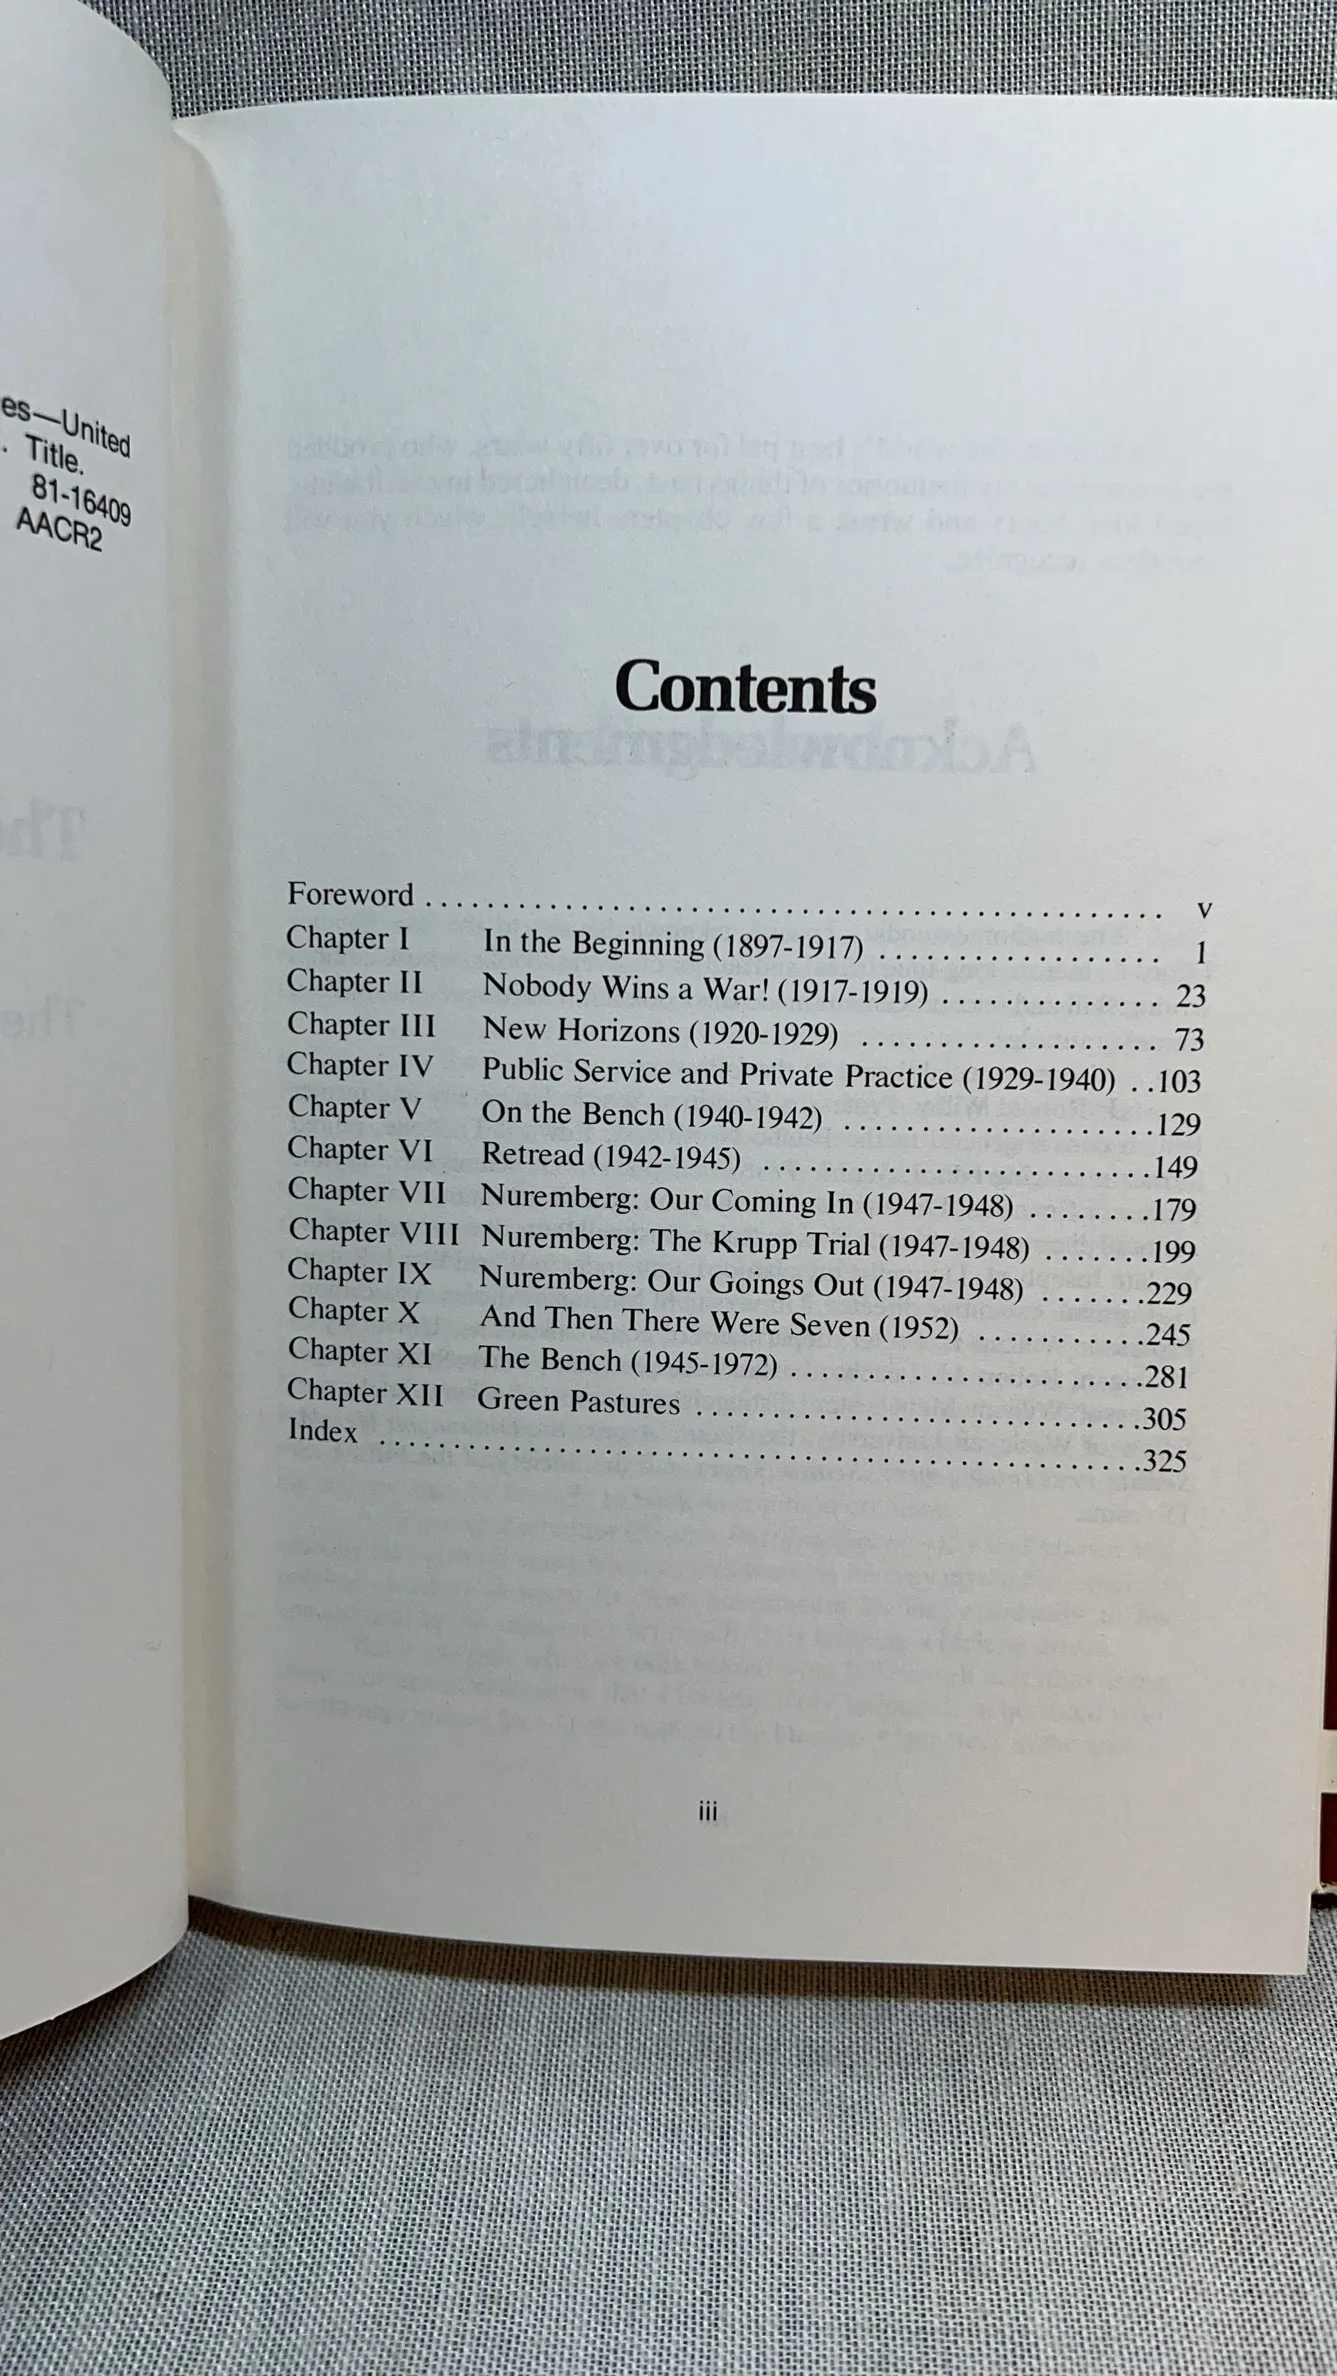 es—United
. Title.
81-16409
AACR2
Contents
Foreword . . . . . . . . . . . . . . . . . . . . . . . . . . . . . . . . . . . . . . . . . . . . . . . v
Chapter I In the Beginning (1897-1917) . . . . . . . . . . . . . . . . . . 1
Chapter II Nobody Wins a War! (1917-1919) . . . . . . . . . . . . . . 23
Chapter III New Horizons (1920-1929) . . . . . . . . . . . . . . . . . . . 73
Chapter IV Public Service and Private Practice (1929-1940) . .103
Chapter V On the Bench (1940-1942) . . . . . . . . . . . . . . . . . . . .129
Chapter VI Retread (1942-1945) . . . . . . . . . . . . . . . . . . . . . . . . .149
Chapter VII Nuremberg: Our Coming In (1947-1948) . . . . . . . .179
Chapter VIII Nuremberg: The Krupp Trial (1947-1948) . . . . . . .199
Chapter IX Nuremberg: Our Goings Out (1947-1948) . . . . . . .229
Chapter X And Then There Were Seven (1952) . . . . . . . . . . .245
Chapter XI The Bench (1945-1972) . . . . . . . . . . . . . . . . . . . . . . .281
Chapter XII Green Pastures . . . . . . . . . . . . . . . . . . . . . . . . . . . . .305
Index . . . . . . . . . . . . . . . . . . . . . . . . . . . . . . . . . . . . . . . . . . . . . . . . .325
iii